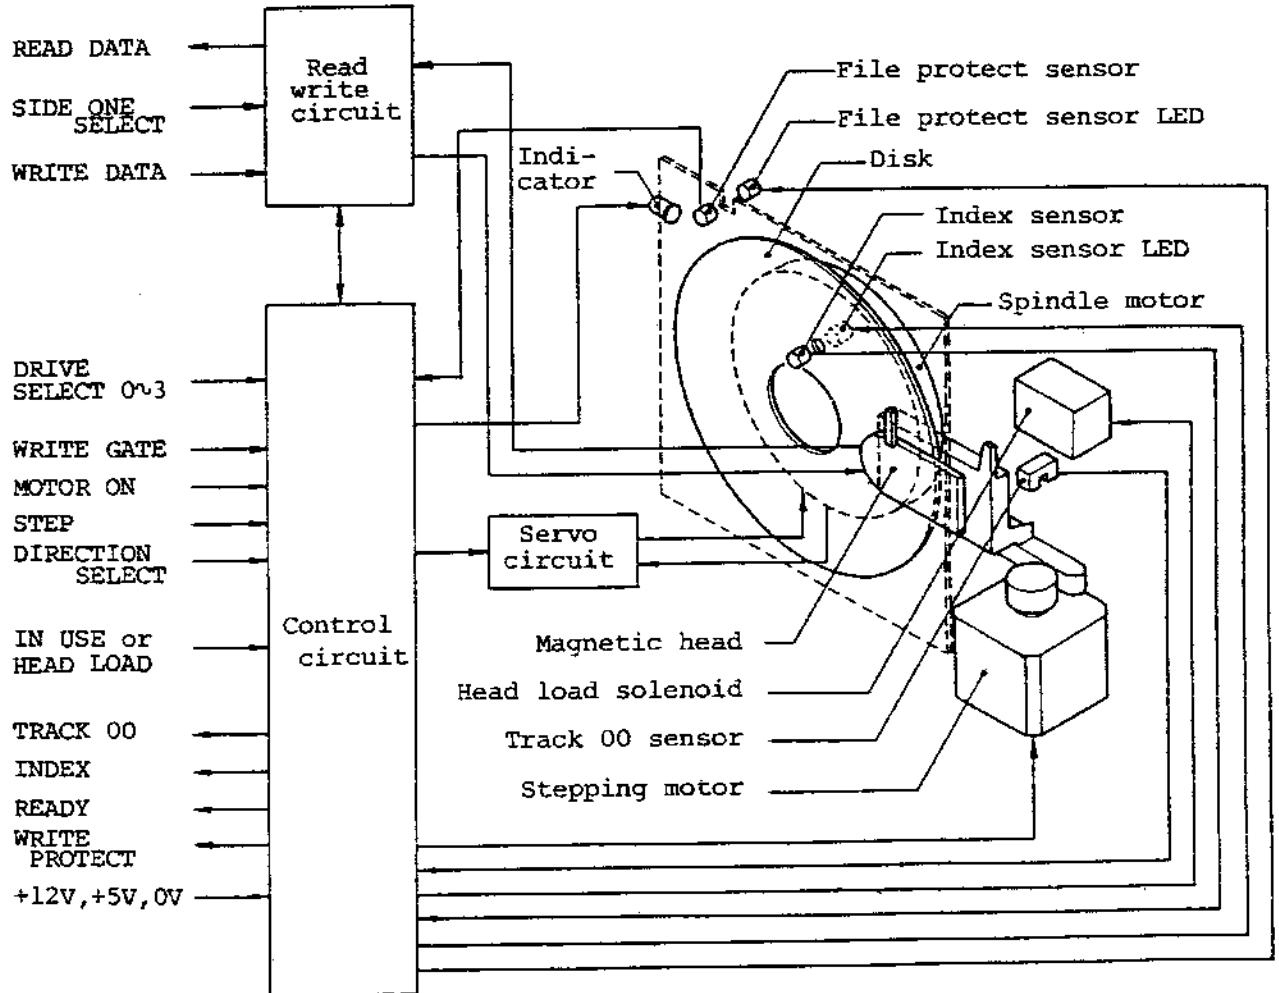 READ DATA
SIDE ONE
SELECT
WRITE DATA
Read
write
circuit
File protect sensor
File protect sensor LED
Disk
Indi-
cator
Index sensor
Index sensor LED
Spindle motor
DRIVE
SELECT 0~3
WRITE GATE
MOTOR ON
STEP
DIRECTION
SELECT
IN USE or
HEAD LOAD
TRACK 00
INDEX
READY
WRITE
PROTECT
+12V,+5V,0V
Control
circuit
Servo
circuit
Magnetic head
Head load solenoid
Track 00 sensor
Stepping motor